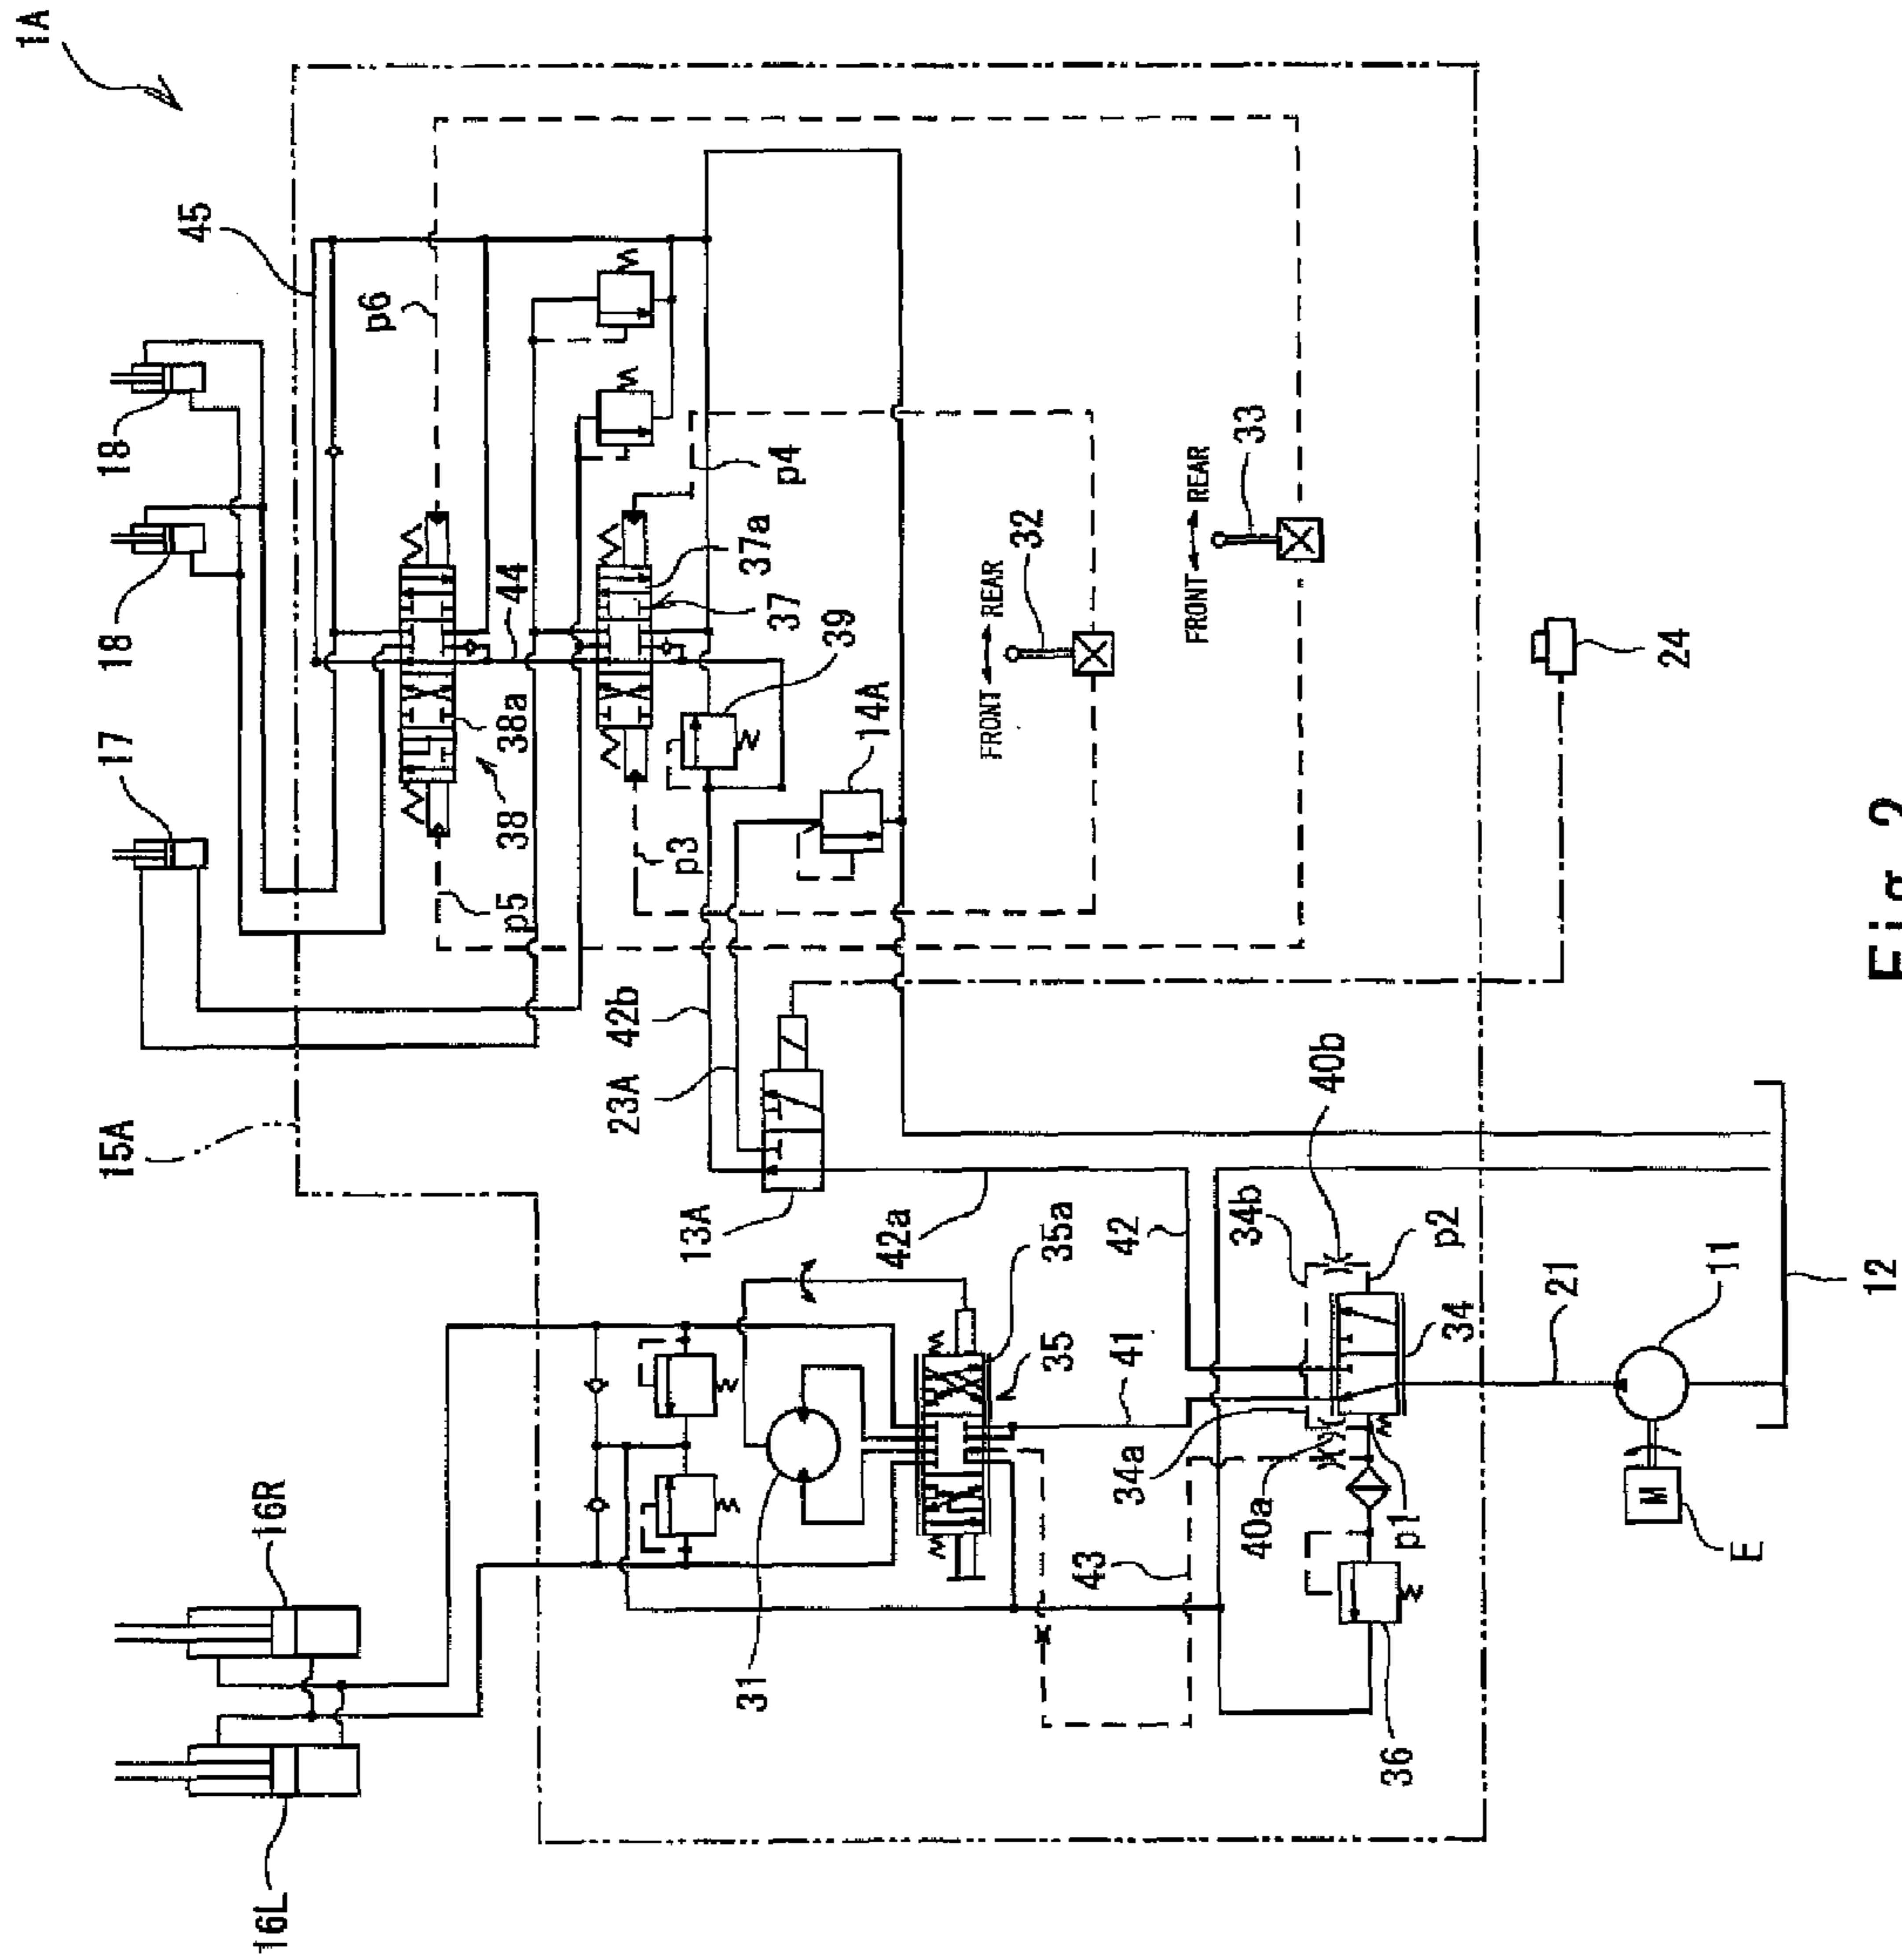 1A
45
18
18
17
p6
15A
16R
16L
p5
38
38a
44
37a
37
p4
p3
39
14A
42b
23A
13A
42a
FRONT
REAR
32
FRONT
REAR
33
24
31
35a
35
41
42
34b
40b
p2
34
34a
40a
p1
43
36
21
11
12
M
E
Fig. 2